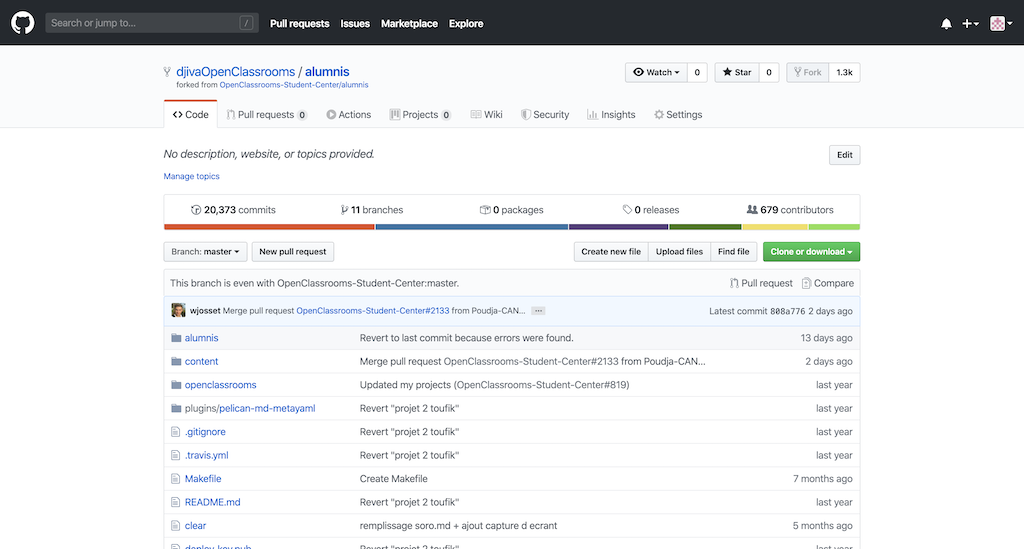 Search or jump to... / Pull requests Issues Marketplace Explore
djivaOpenClassrooms / alumnis Watch 0 Star 0 Fork 1.3k
forked from OpenClassrooms-Student-Center/alumnis
Code Pull requests 0 Actions Projects 0 Wiki Security Insights Settings
No description, website, or topics provided. Edit
Manage topics
20,373 commits 11 branches 0 packages 0 releases 679 contributors
Branch: master New pull request Create new file Upload files Find file Clone or download
This branch is even with OpenClassrooms-Student-Center:master. Pull request Compare
wjosset Merge pull request OpenClassrooms-Student-Center#2133 from Poudja-CAN... ... Latest commit 808a776 2 days ago
alumnis Revert to last commit because errors were found. 13 days ago
content Merge pull request OpenClassrooms-Student-Center#2133 from Poudja-CAN... 2 days ago
openclassrooms Updated my projects (OpenClassrooms-Student-Center#819) last year
plugins/pelican-md-metayaml Revert "projet 2 toufik" last year
.gitignore Revert "projet 2 toufik" last year
.travis.yml Revert "projet 2 toufik" last year
Makefile Create Makefile 7 months ago
README.md Revert "projet 2 toufik" last year
clear remplissage soro.md + ajout capture d ecrant 5 months ago
deploy-key.pub Revert "projet 2 toufik" last year